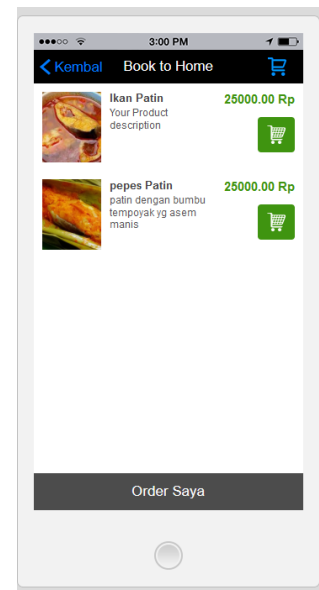 3:00 PM
Kembal
Book to Home
Ikan Patin
25000.00 Rp
Your Product
description
pepes Patin
25000.00 Rp
patin dengan bumbu
tempoyak yg asem
manis
Order Saya